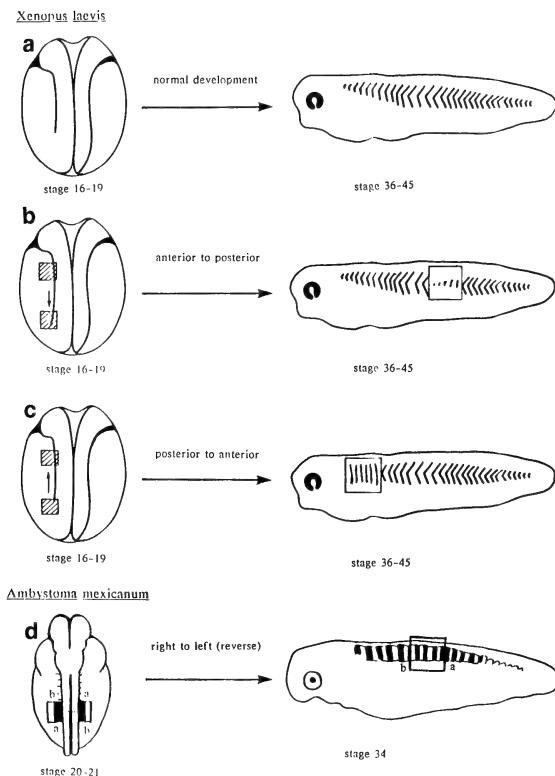 Xenopus laevis
a
normal development
stage 16-19
stage 36-45
b
anterior to posterior
stage 16-19
stage 36-45
c
posterior to anterior
stage 16-19
stage 36-45
Ambystoma mexicanum
d
right to left (reverse)
b a
a b
b a
stage 20-21
stage 34